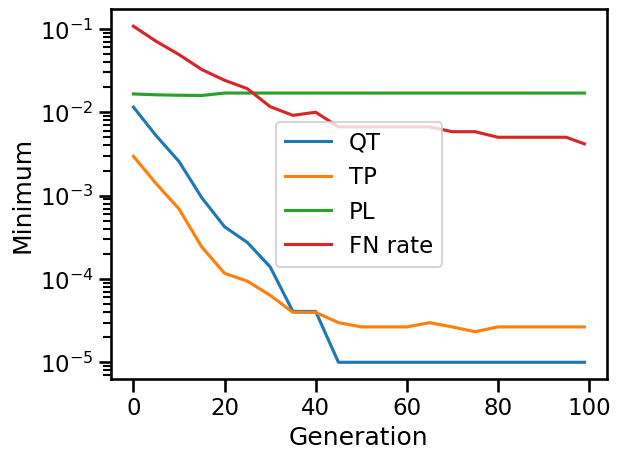 10⁻¹
10⁻²
10⁻³
10⁻⁴
10⁻⁵
Minimum
QT
TP
PL
FN rate
0 20 40 60 80 100
Generation